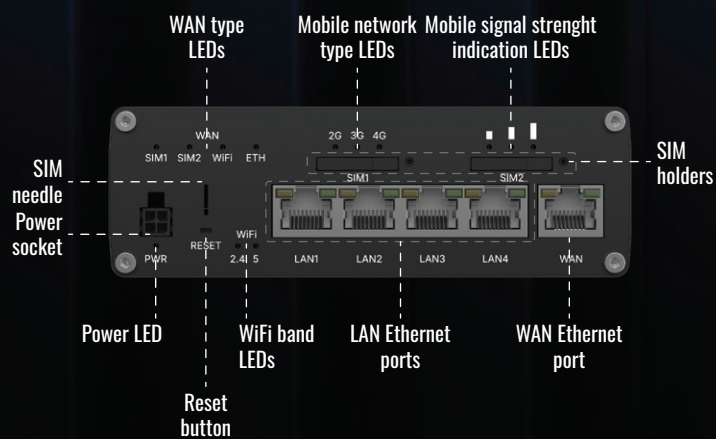 WAN type
LEDs
Mobile network
type LEDs
Mobile signal strenght
indication LEDs
WAN
SIM1 SIM2 WiFi ETH
2G 3G 4G
SIM1
SIM2
SIM
holders
SIM
needle
Power
socket
RESET
WiFi
2.4 5
PWR
LAN1 LAN2 LAN3 LAN4 WAN
Power LED
WiFi band
LEDs
LAN Ethernet
ports
WAN Ethernet
port
Reset
button